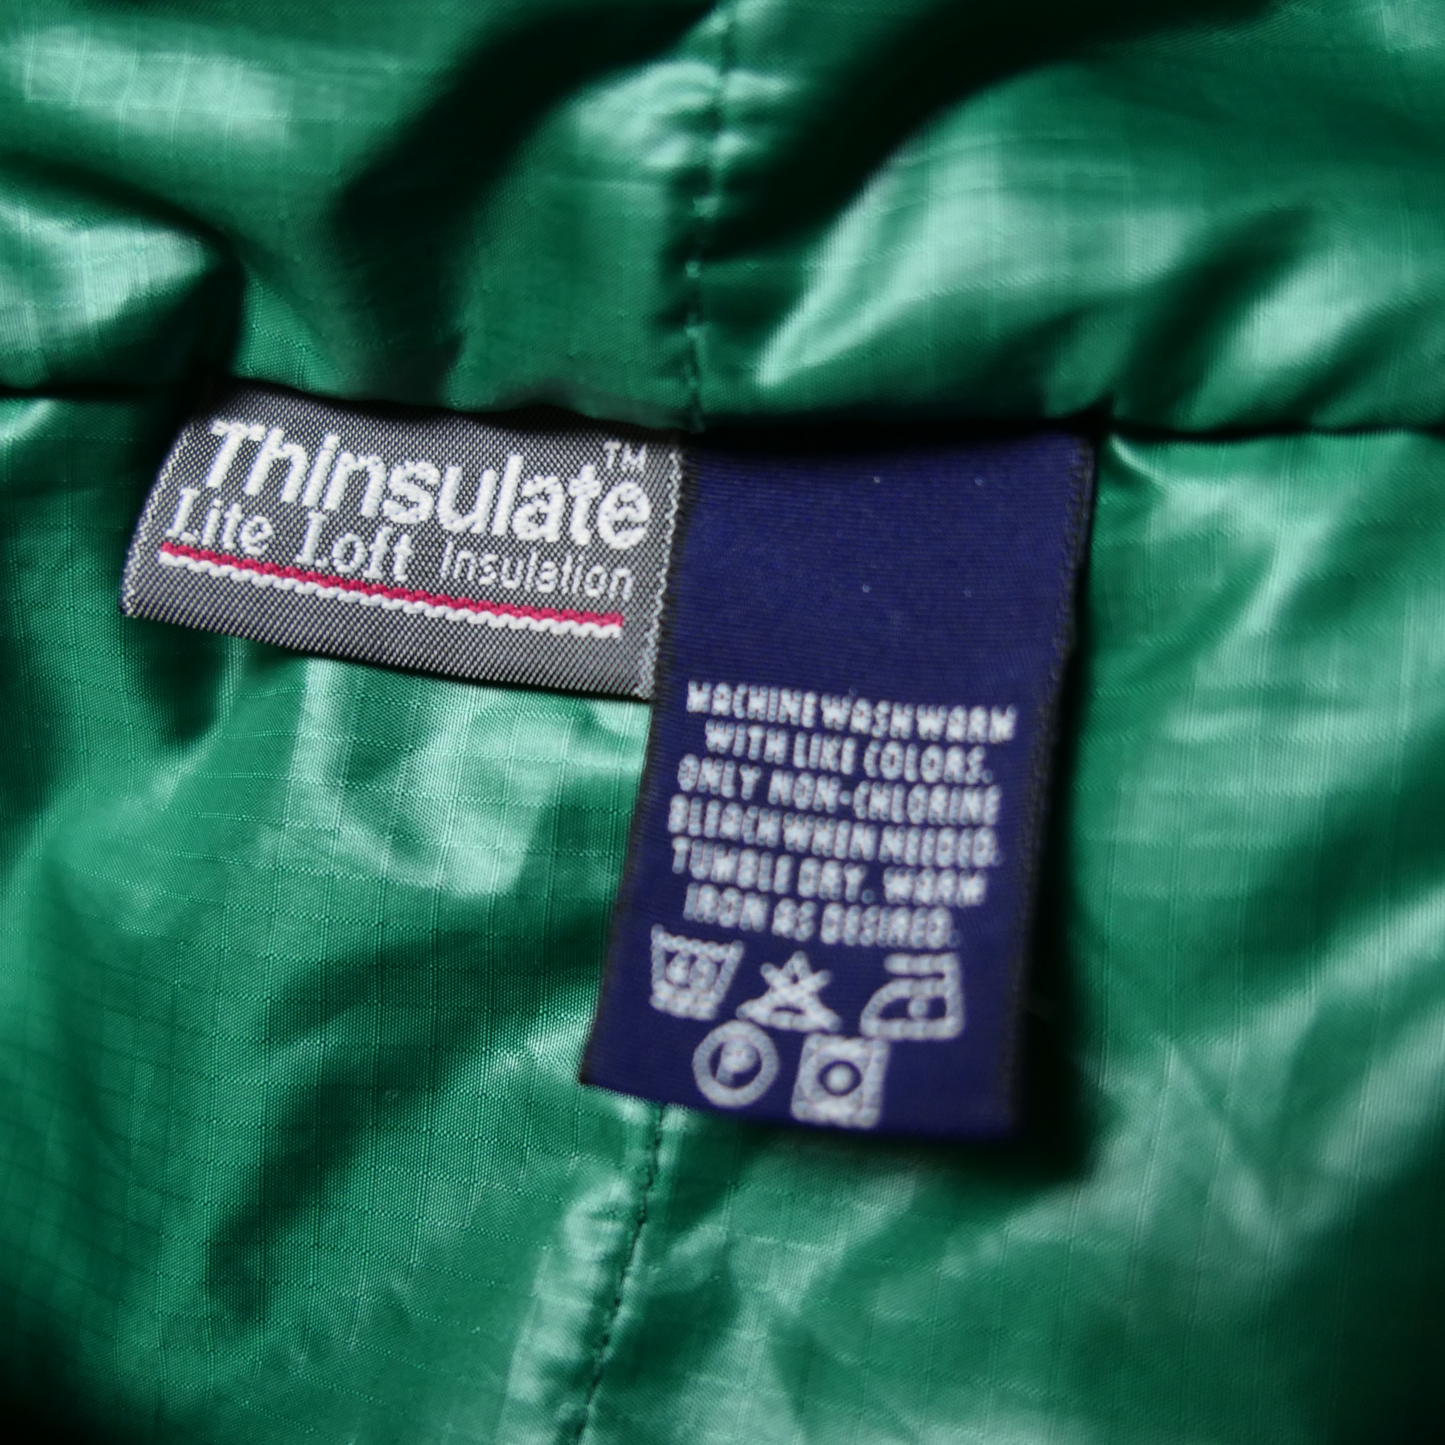 Thinsulate™
Lite Loft Insulation
MACHINE WASH WARM
WITH LIKE COLORS.
ONLY NON-CHLORINE
BLEACH WHEN NEEDED.
TUMBLE DRY. WARM
IRON AS DESIRED.
P